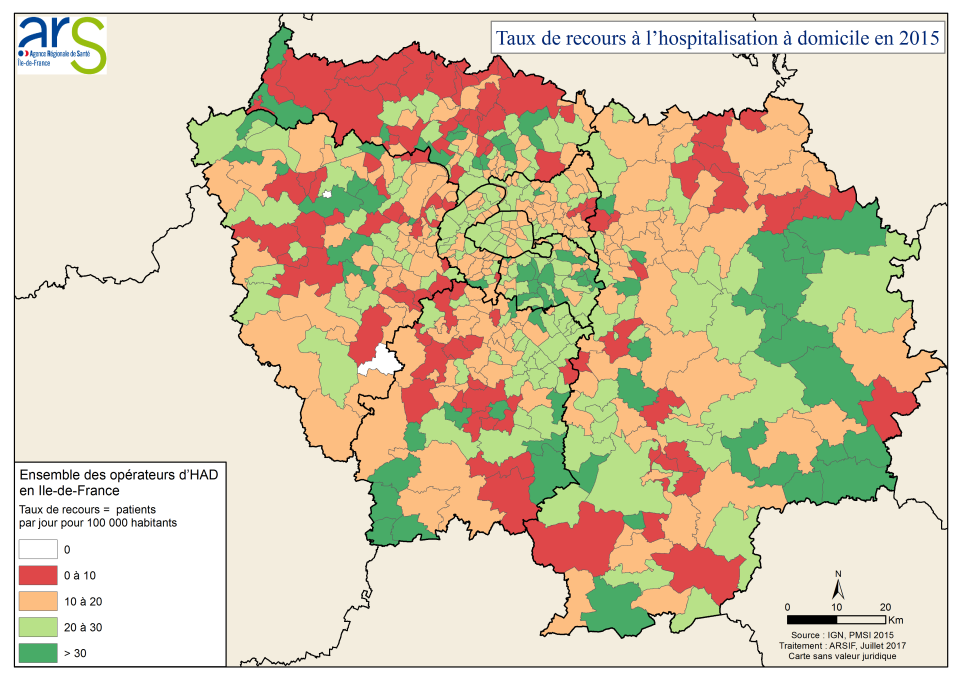 ars
Agence Régionale de Santé
Île-de-France
Taux de recours à l'hospitalisation à domicile en 2015
Ensemble des opérateurs d'HAD
en Ile-de-France
Taux de recours = patients
par jour pour 100 000 habitants
0
0 à 10
10 à 20
20 à 30
> 30
N
0 10 20
Km
Source : IGN, PMSI 2015
Traitement : ARSIF, Juillet 2017
Carte sans valeur juridique